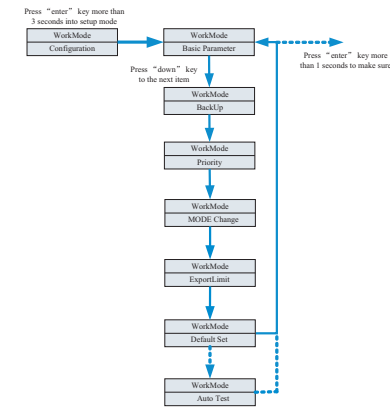 Press “enter” key more than
3 seconds into setup mode
WorkMode
Configuration
WorkMode
Basic Parameter
Press “enter” key more
than 1 seconds to make sure
Press “down” key
to the next item
WorkMode
BackUp
WorkMode
Priority
WorkMode
MODE Change
WorkMode
ExportLimit
WorkMode
Default Set
WorkMode
Auto Test